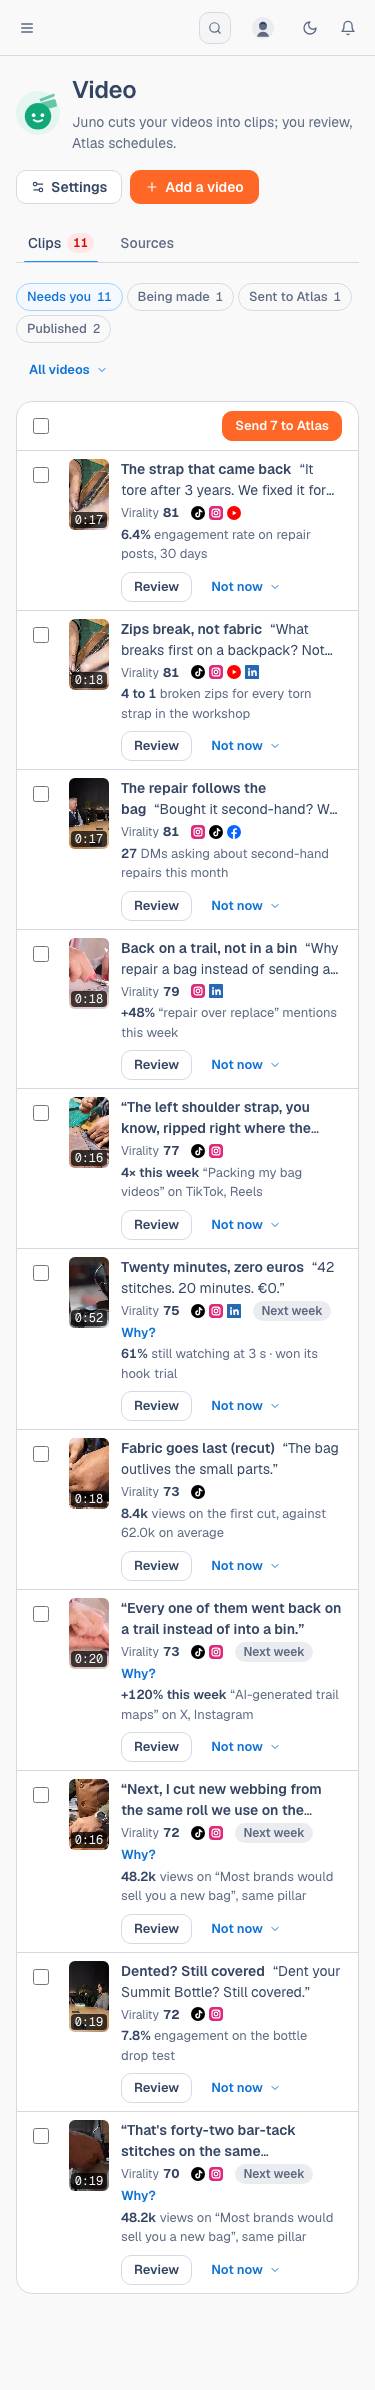 Video
Juno cuts your videos into clips; you review,
Atlas schedules.
Settings
Add a video
Clips 11
Sources
Needs you 11
Being made 1
Sent to Atlas 1
Published 2
All videos
Send 7 to Atlas
The strap that came back “It
tore after 3 years. We fixed it for…
0:17
Virality 81
6.4% engagement rate on repair
posts, 30 days
Review
Not now
Zips break, not fabric “What
breaks first on a backpack? Not…
0:18
Virality 81
4 to 1 broken zips for every torn
strap in the workshop
Review
Not now
The repair follows the
bag “Bought it second-hand? W…
0:17
Virality 81
27 DMs asking about second-hand
repairs this month
Review
Not now
Back on a trail, not in a bin “Why
repair a bag instead of sending a…
0:18
Virality 79
+48% “repair over replace” mentions
this week
Review
Not now
“The left shoulder strap, you
know, ripped right where the…
0:16
Virality 77
4× this week “Packing my bag
videos” on TikTok, Reels
Review
Not now
Twenty minutes, zero euros “42
stitches. 20 minutes. €0.”
0:52
Virality 75
Next week
Why?
61% still watching at 3 s · won its
hook trial
Review
Not now
Fabric goes last (recut) “The bag
outlives the small parts.”
0:18
Virality 73
8.4k views on the first cut, against
62.0k on average
Review
Not now
“Every one of them went back on
a trail instead of into a bin.”
0:20
Virality 73
Next week
Why?
+120% this week “AI-generated trail
maps” on X, Instagram
Review
Not now
“Next, I cut new webbing from
the same roll we use on the…
0:16
Virality 72
Next week
Why?
48.2k views on “Most brands would
sell you a new bag”, same pillar
Review
Not now
Dented? Still covered “Dent your
Summit Bottle? Still covered.”
0:19
Virality 72
7.8% engagement on the bottle
drop test
Review
Not now
“That's forty-two bar-tack
stitches on the same…
0:19
Virality 70
Next week
Why?
48.2k views on “Most brands would
sell you a new bag”, same pillar
Review
Not now